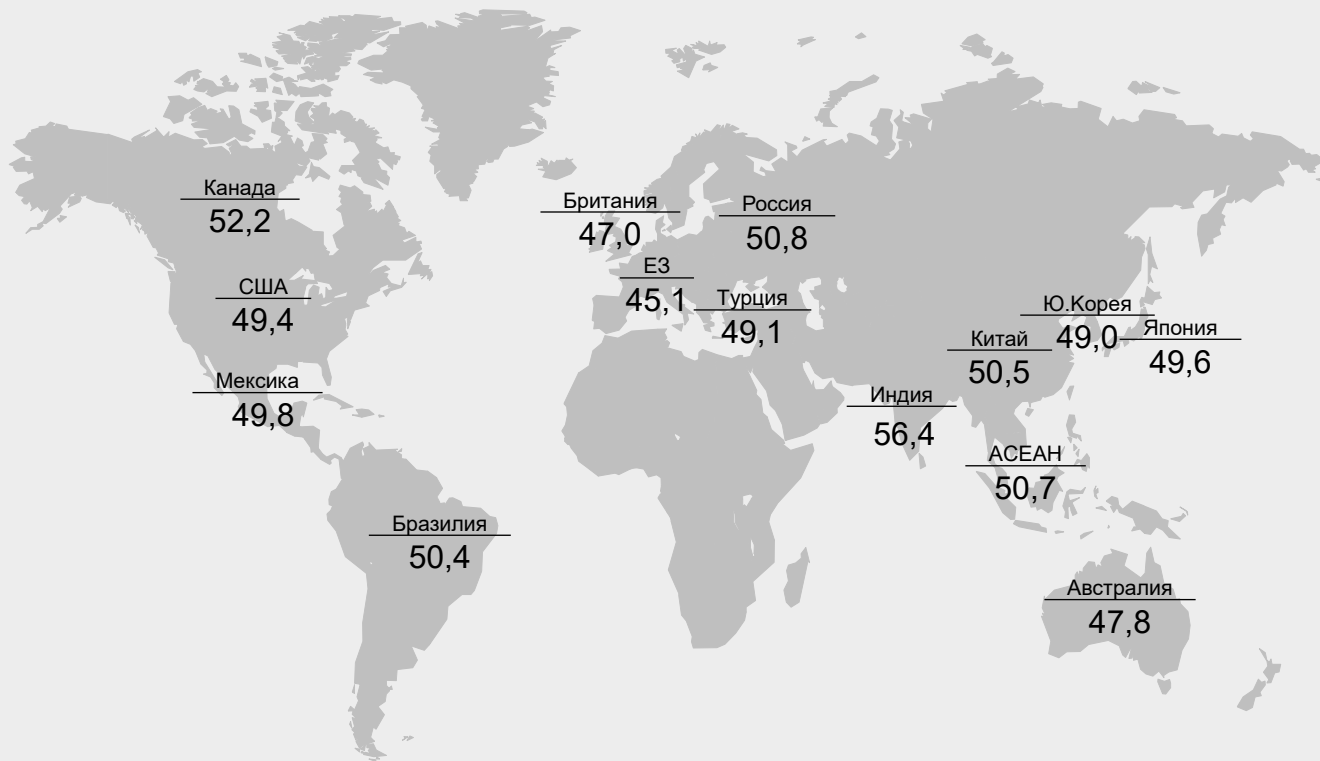 Канада
52,2
Британия
47,0
Россия
50,8
ЕЗ
45,1
США
49,4
Турция
49,1
Ю.Корея
49,0
Япония
49,6
Китай
50,5
Мексика
49,8
Индия
56,4
АСЕАН
50,7
Бразилия
50,4
Австралия
47,8